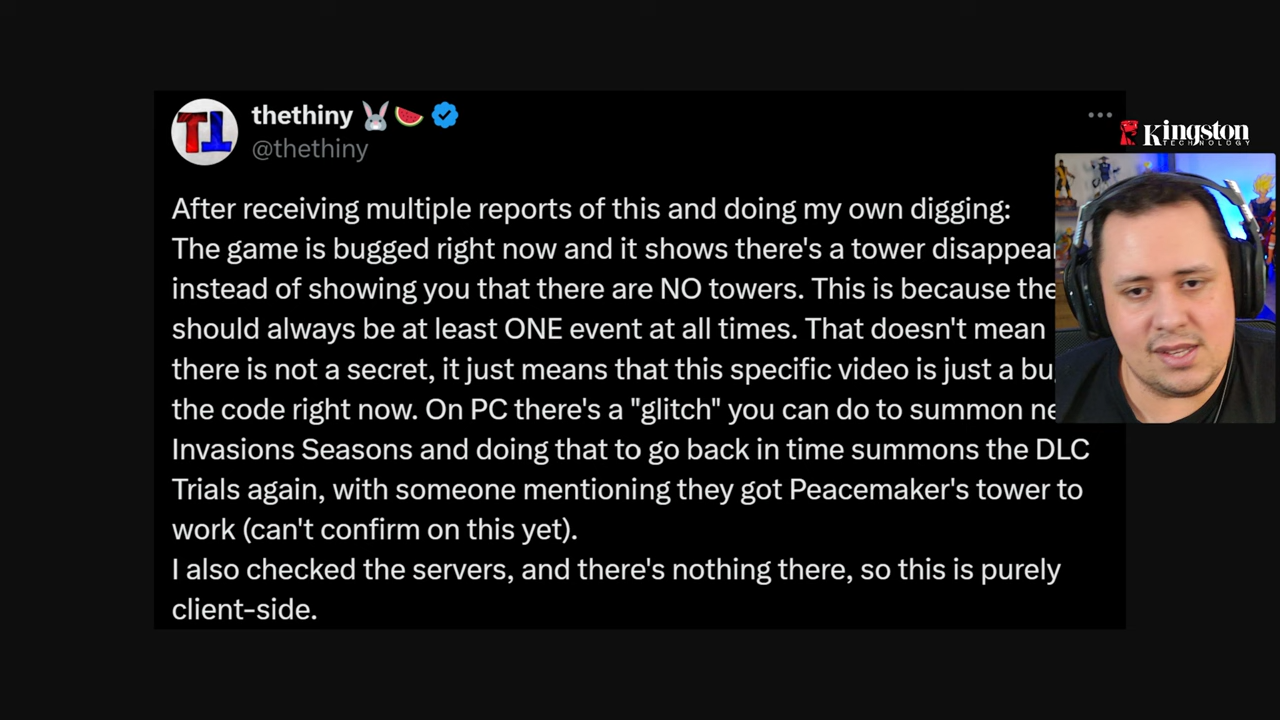 thethiny 🐰🍉
@thethiny
Kingston
TECHNOLOGY
After receiving multiple reports of this and doing my own digging:
The game is bugged right now and it shows there's a tower disappear
instead of showing you that there are NO towers. This is because the
should always be at least ONE event at all times. That doesn't mean
there is not a secret, it just means that this specific video is just a bu
the code right now. On PC there's a "glitch" you can do to summon ne
Invasions Seasons and doing that to go back in time summons the DLC
Trials again, with someone mentioning they got Peacemaker's tower to
work (can't confirm on this yet).
I also checked the servers, and there's nothing there, so this is purely
client-side.